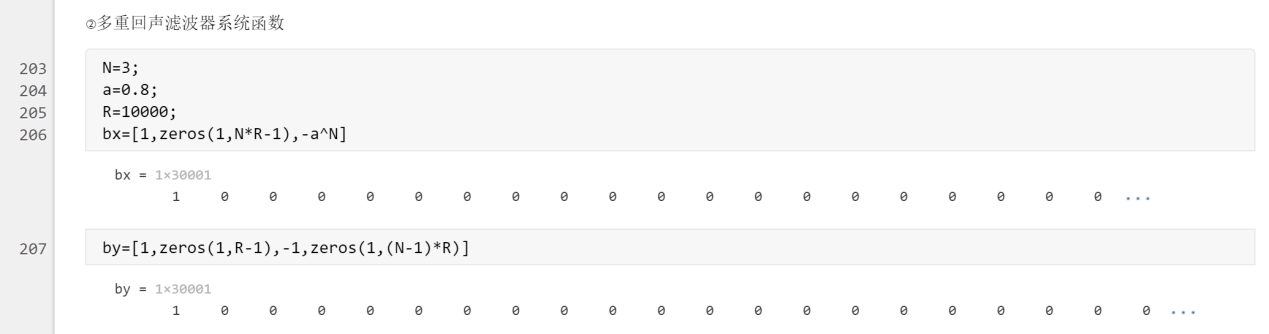 ②多重回声滤波器系统函数
203 N=3;
204 a=0.8;
205 R=10000;
206 bx=[1,zeros(1,N*R-1),-a^N]
bx = 1×30001
1 0 0 0 0 0 0 0 0 0 0 0 0 0 0 0 0 0 0 0 ...
207 by=[1,zeros(1,R-1),-1,zeros(1,(N-1)*R)]
by = 1×30001
1 0 0 0 0 0 0 0 0 0 0 0 0 0 0 0 0 0 0 0 0 ...